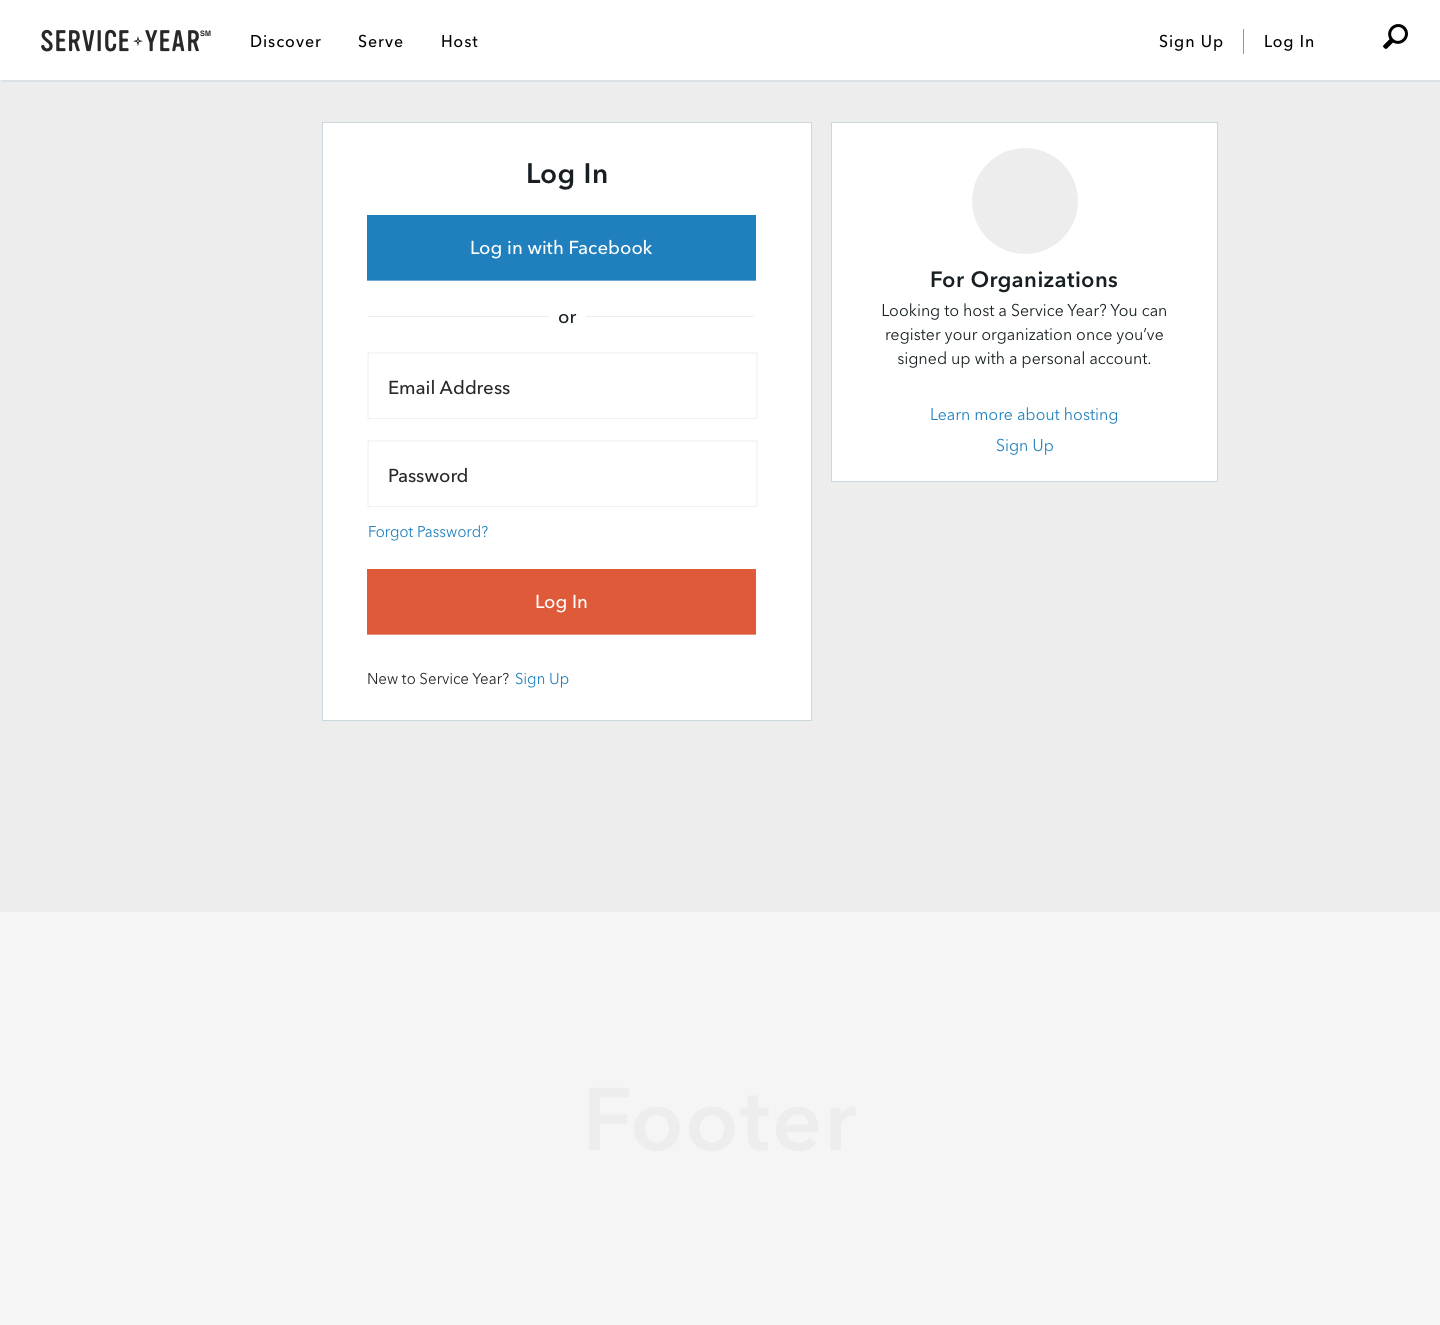 SERVICE+YEAR SM
Discover
Serve
Host
Sign Up
Log In
Log In
Log in with Facebook
or
Email Address
Password
Forgot Password?
Log In
New to Service Year? Sign Up
For Organizations
Looking to host a Service Year? You can
register your organization once you’ve
signed up with a personal account.
Learn more about hosting
Sign Up
Footer